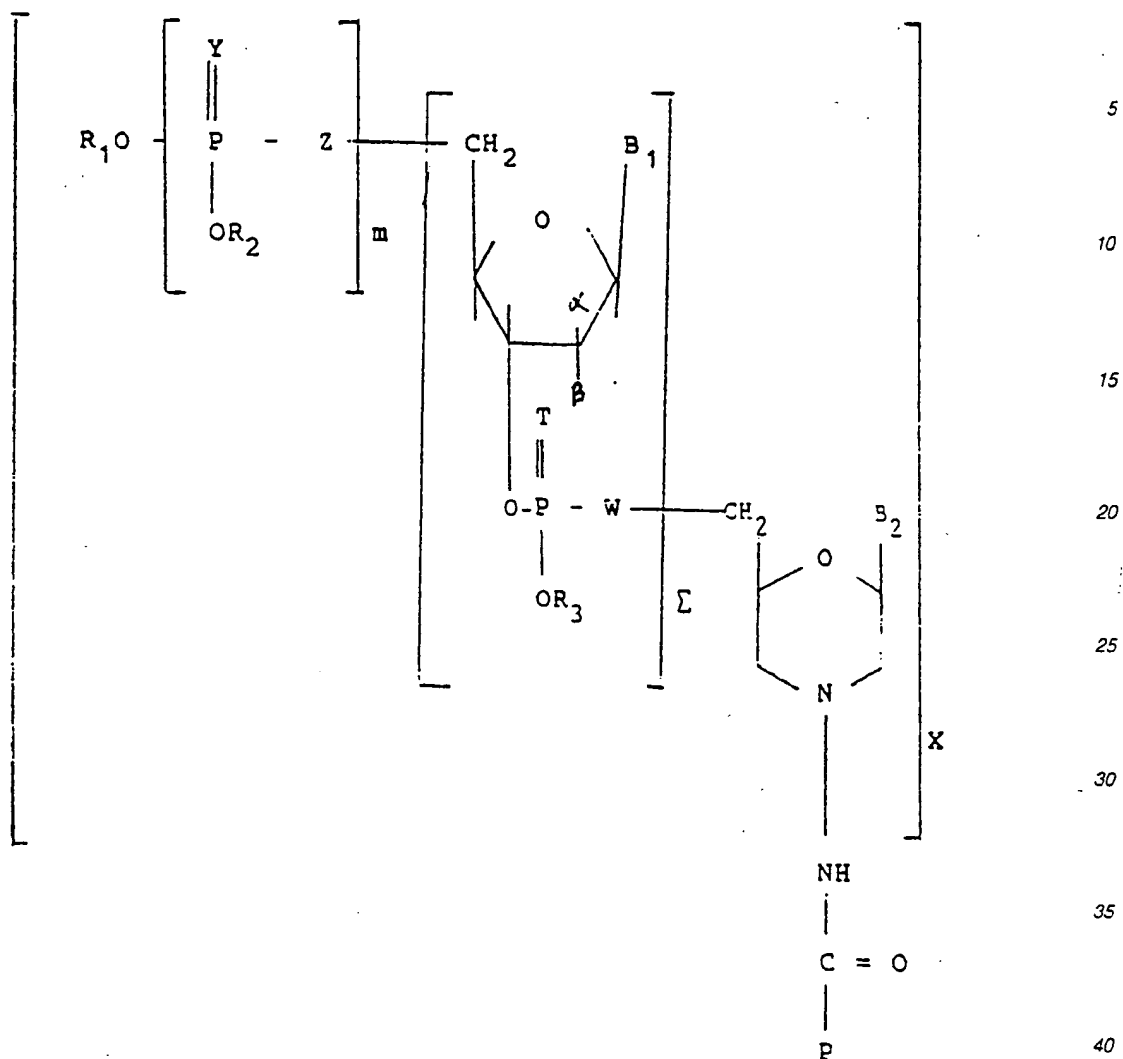 Y
5
R₁O - P - Z CH₂ B₁
OR₂ m O
10
α
β
15
T
O-P - W CH₂ B₂
20
O
OR₃ Σ
25
N
X
30
NH
35
C = O
P
40